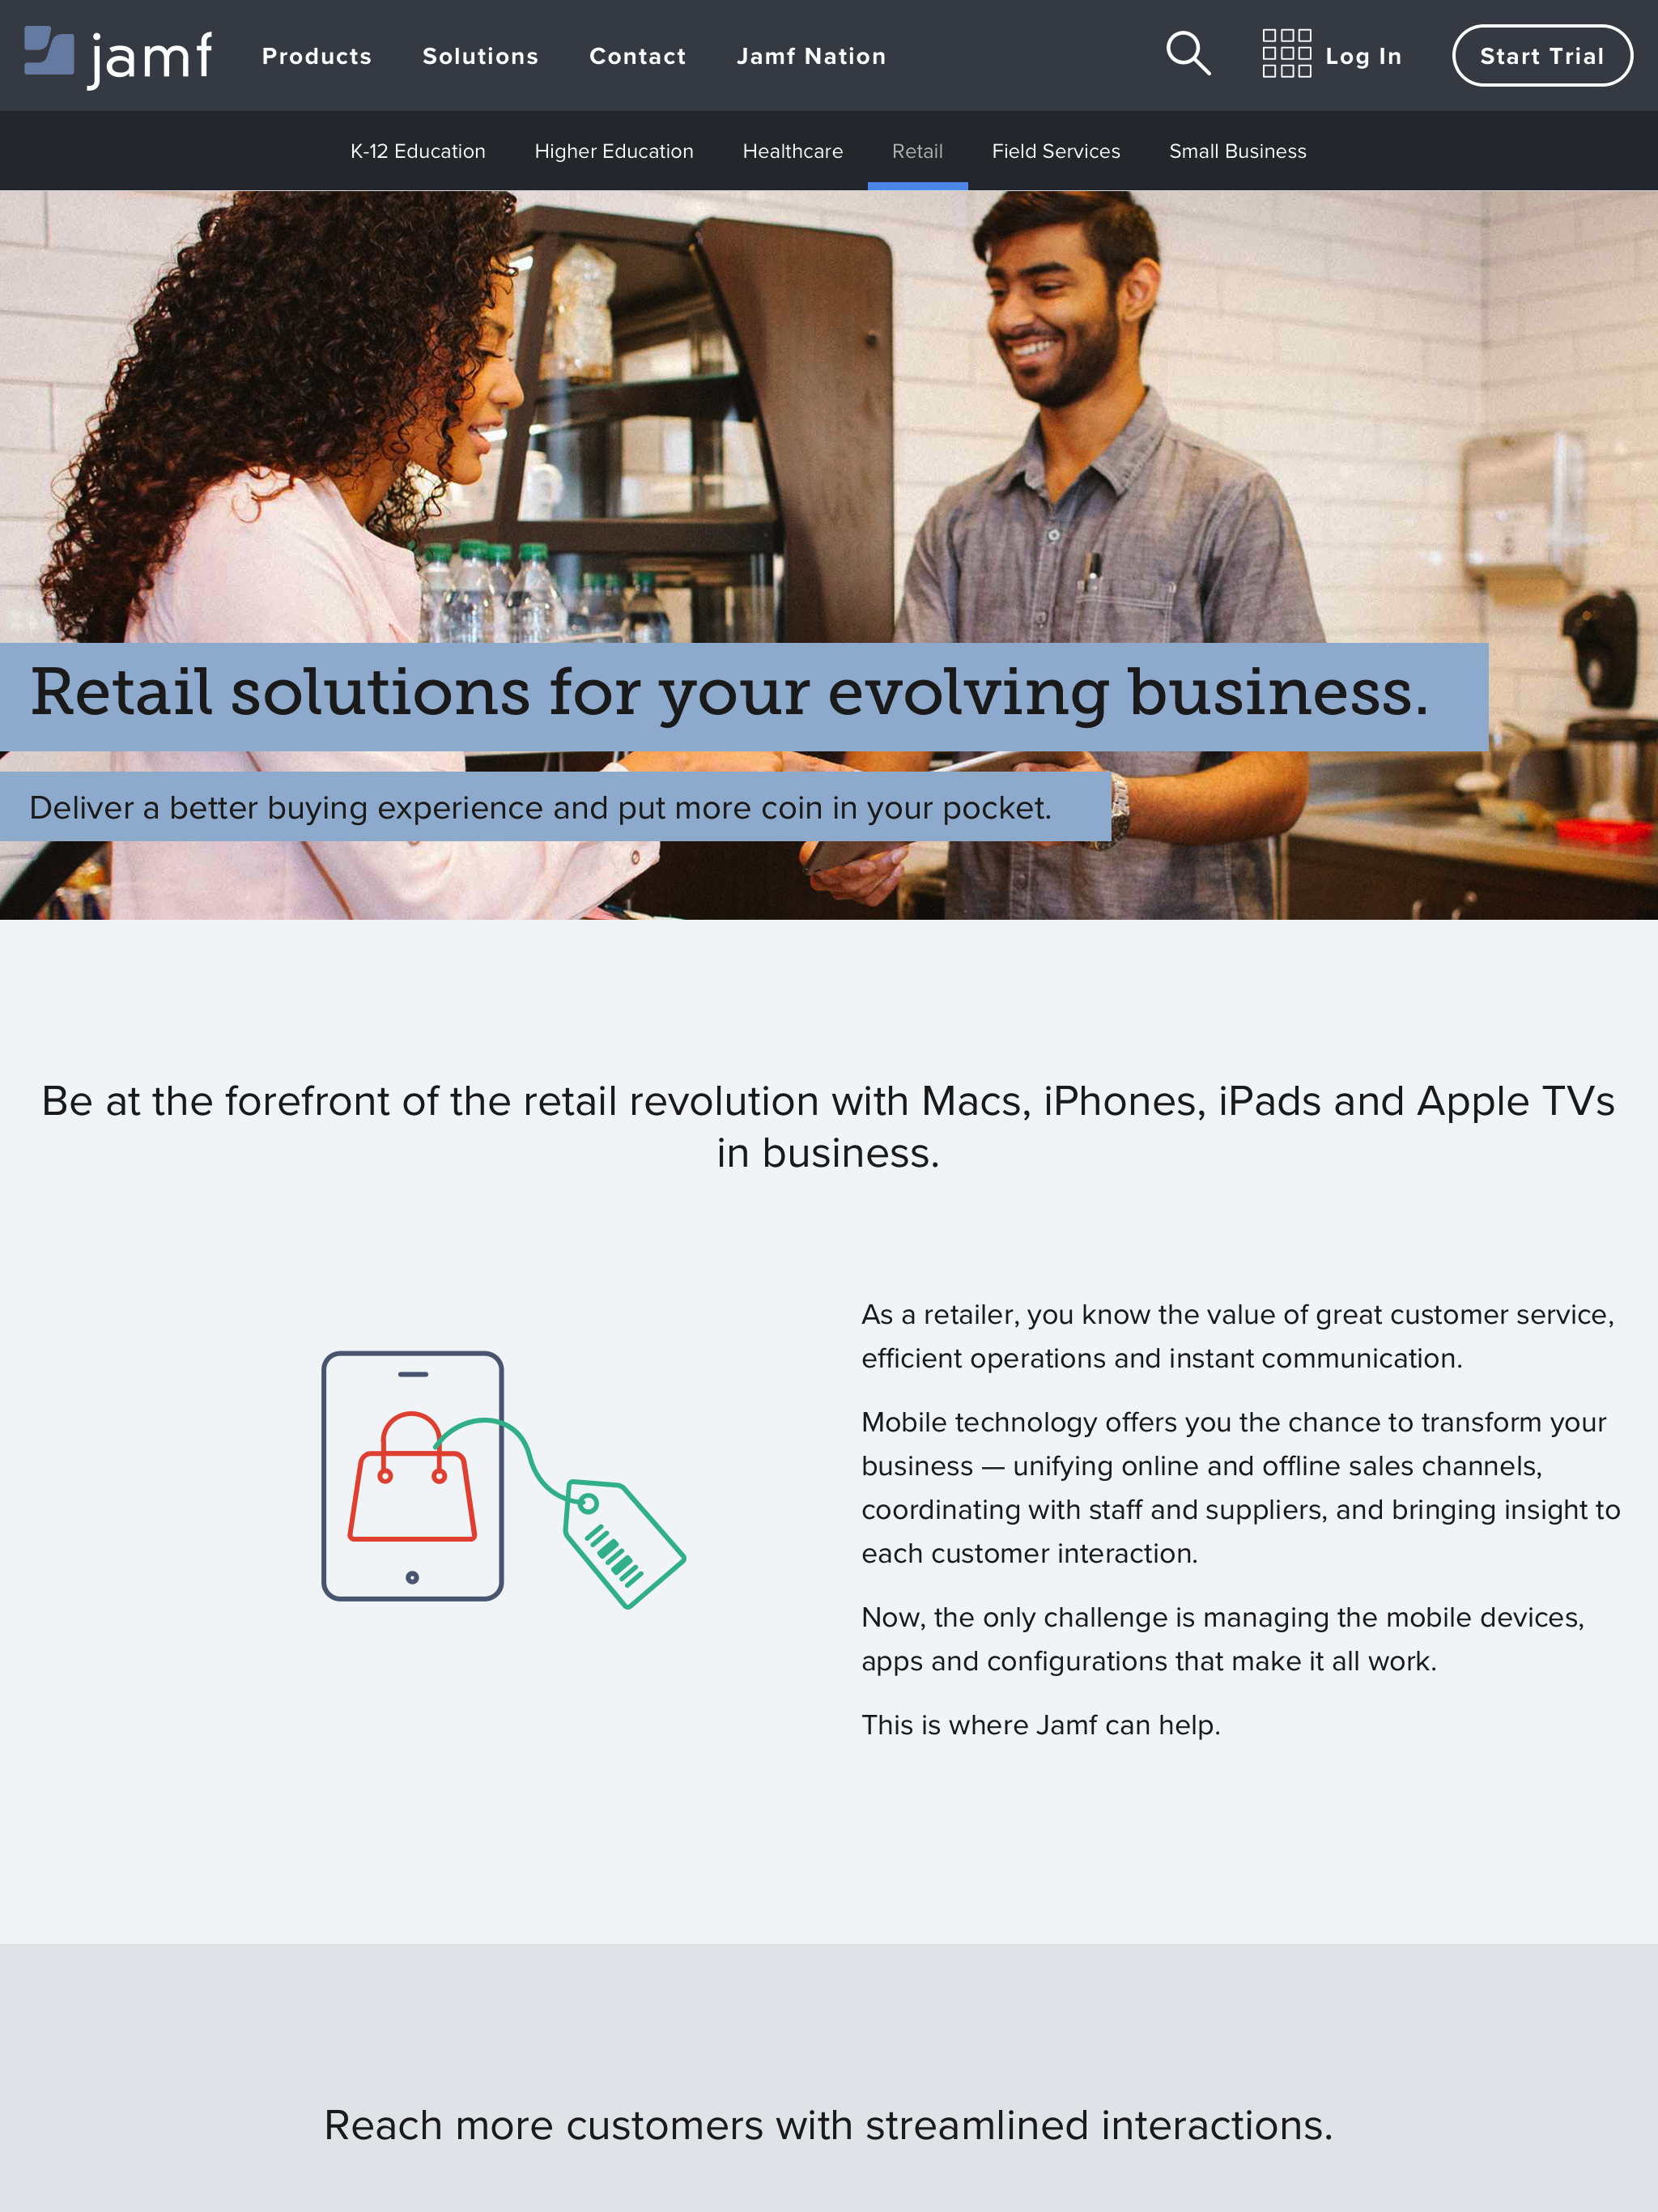 jamf
Products
Solutions
Contact
Jamf Nation
Log In
Start Trial
K-12 Education
Higher Education
Healthcare
Retail
Field Services
Small Business
Retail solutions for your evolving business.
Deliver a better buying experience and put more coin in your pocket.
Be at the forefront of the retail revolution with Macs, iPhones, iPads and Apple TVs
in business.
As a retailer, you know the value of great customer service,
efficient operations and instant communication.
Mobile technology offers you the chance to transform your
business — unifying online and offline sales channels,
coordinating with staff and suppliers, and bringing insight to
each customer interaction.
Now, the only challenge is managing the mobile devices,
apps and configurations that make it all work.
This is where Jamf can help.
Reach more customers with streamlined interactions.